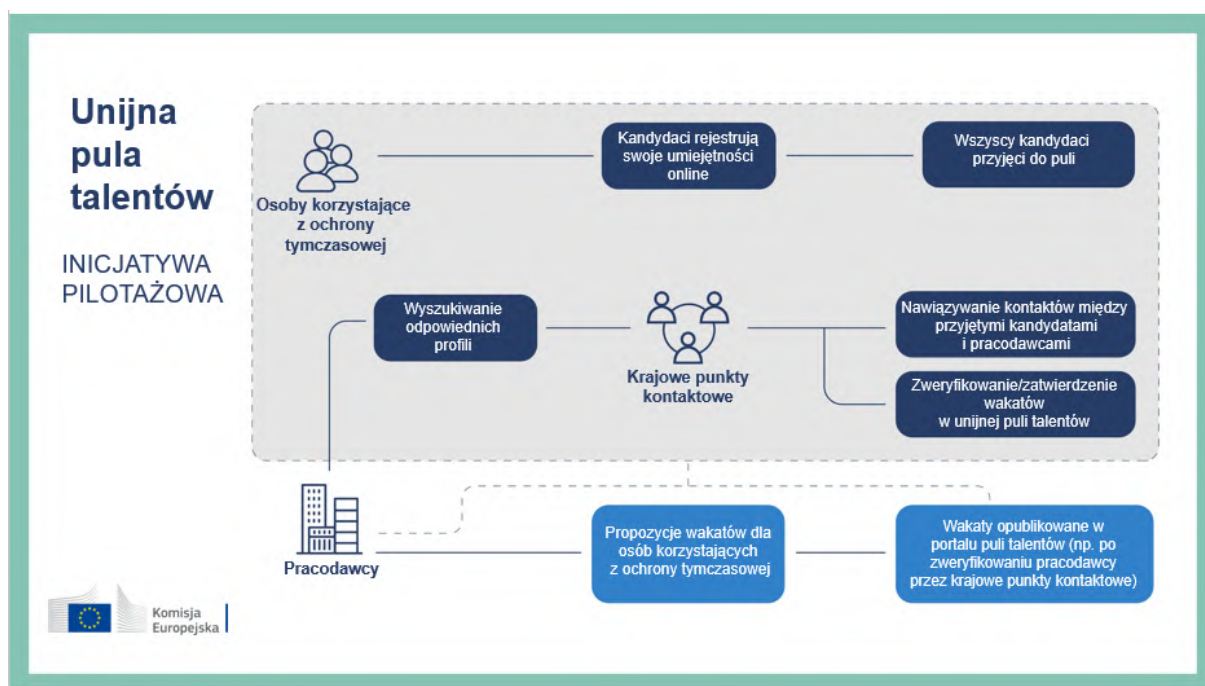 Unijna
pula
talentów
INICJATYWA
PILOTAŻOWA
Osoby korzystające
z ochrony
tymczasowej
Kandydaci rejestrują
swoje umiejętności
online
Wszyscy kandydaci
przyjęci do puli
Wyszukiwanie
odpowiednich
profili
Krajowe punkty
kontaktowe
Nawiązywanie kontaktów między
przyjętymi kandydatami
i pracodawcami
Zweryfikowanie/zatwierdzenie
wakatów
w unijnej puli talentów
Pracodawcy
Propozycje wakatów dla
osób korzystających
z ochrony tymczasowej
Wakaty opublikowane w
portalu puli talentów (np. po
zweryfikowaniu pracodawcy
przez krajowe punkty kontaktowe)
Komisja
Europejska